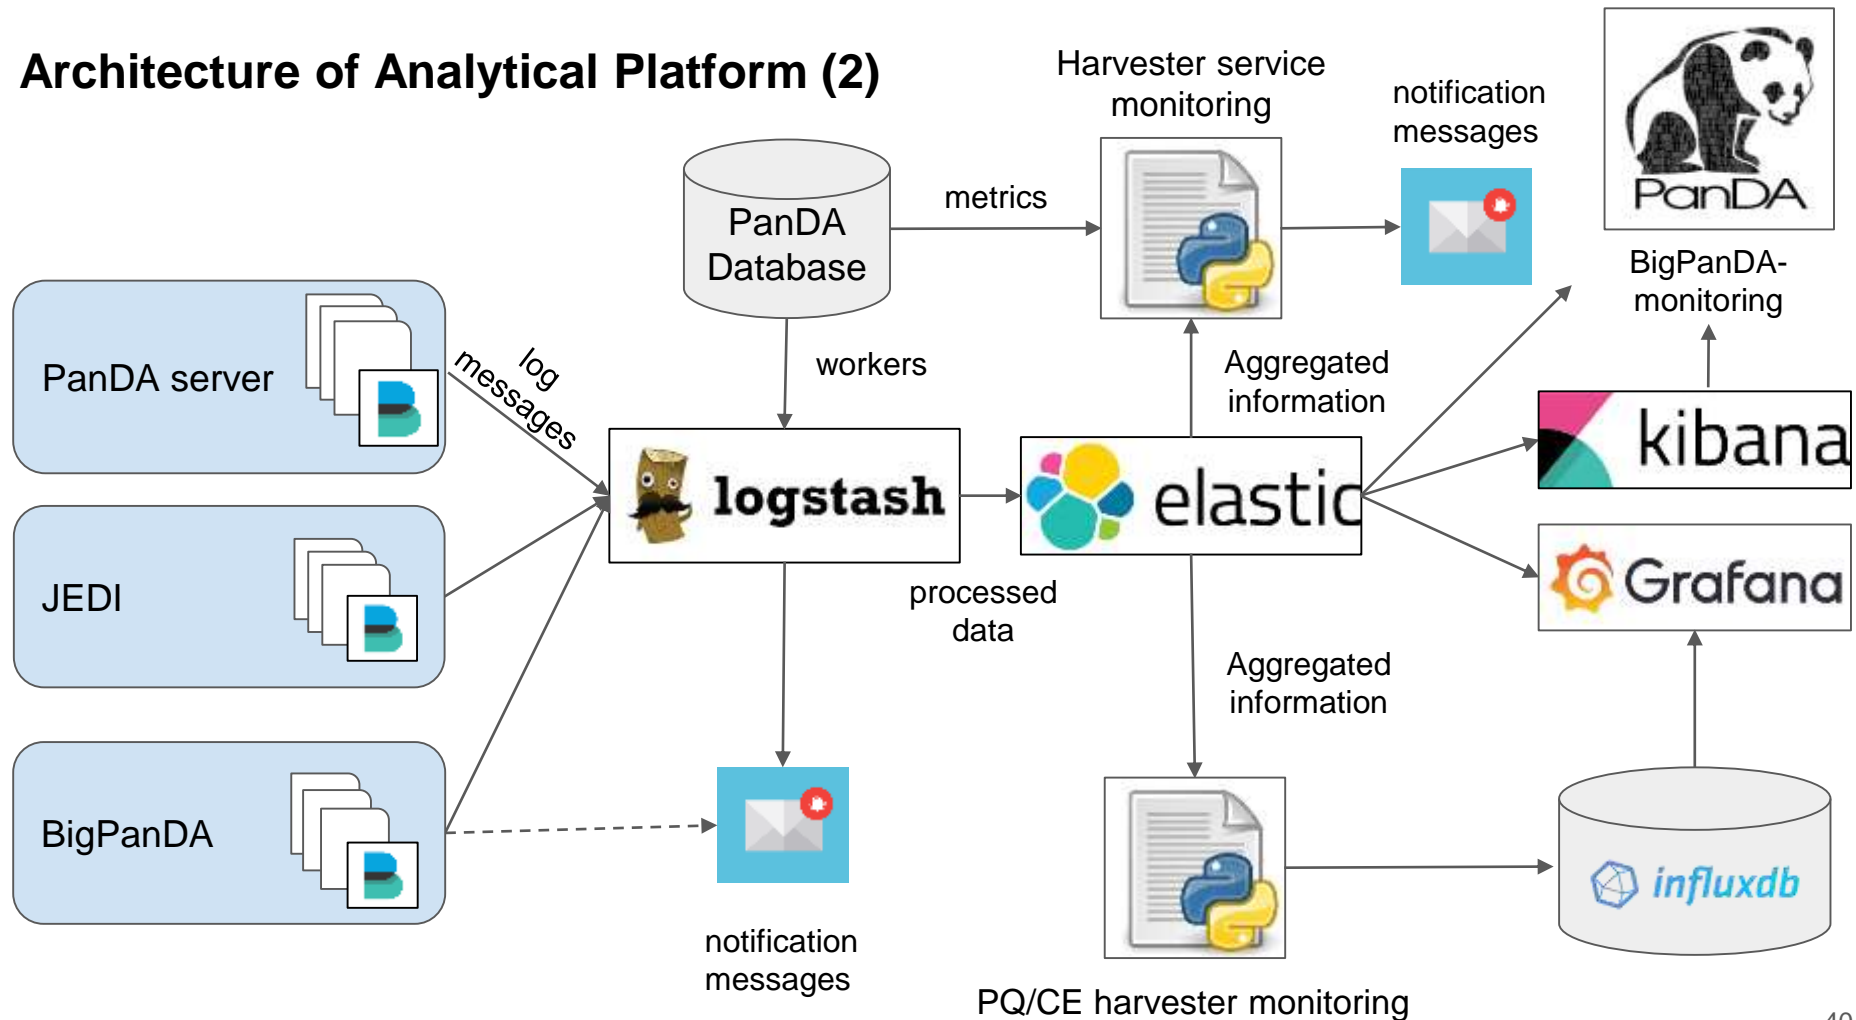 Architecture of Analytical Platform (2)
Harvester service
monitoring
notification
messages
PanDA
BigPanDA-
monitoring
PanDA
Database
metrics
workers
Aggregated
information
PanDA server
log
messages
logstash
elastic
kibana
Grafana
JEDI
processed
data
Aggregated
information
BigPanDA
influxdb
notification
messages
PQ/CE harvester monitoring